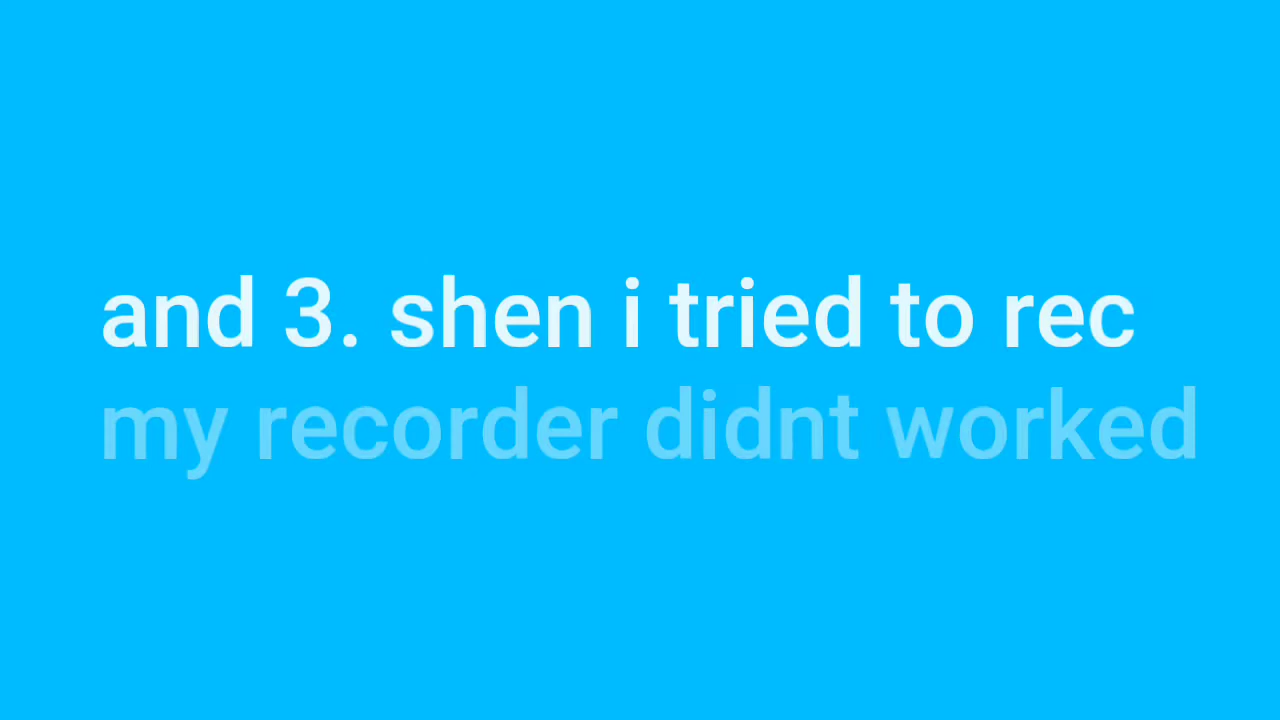 and 3. shen i tried to rec
my recorder didnt worked